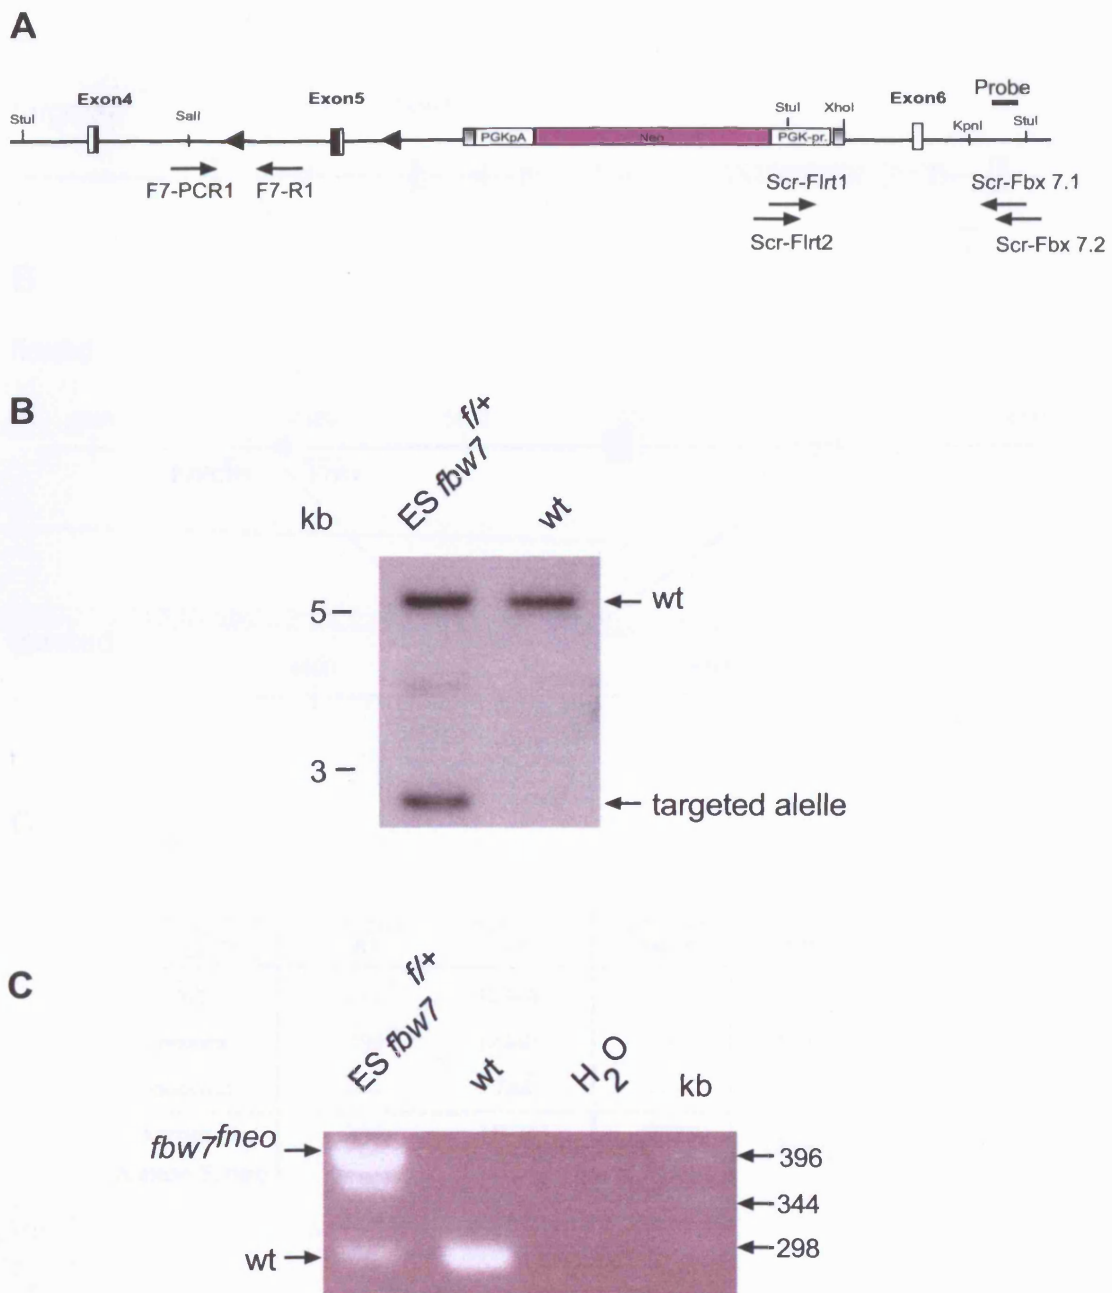 A
Probe
Exon4 Exon5 Exon6
StuI SalI StuI XhoI KpnI StuI
PGKpA Neo PGK-pr.
F7-PCR1 F7-R1 Scr-Flrt1 Scr-Fbx 7.1
Scr-Flrt2 Scr-Fbx 7.2
B
kb ES fbw7 f/+ wt
5 wt
3
targeted alelle
C
ES fbw7 f/+ wt H2O kb
fbw7 fneo 396
344
wt 298